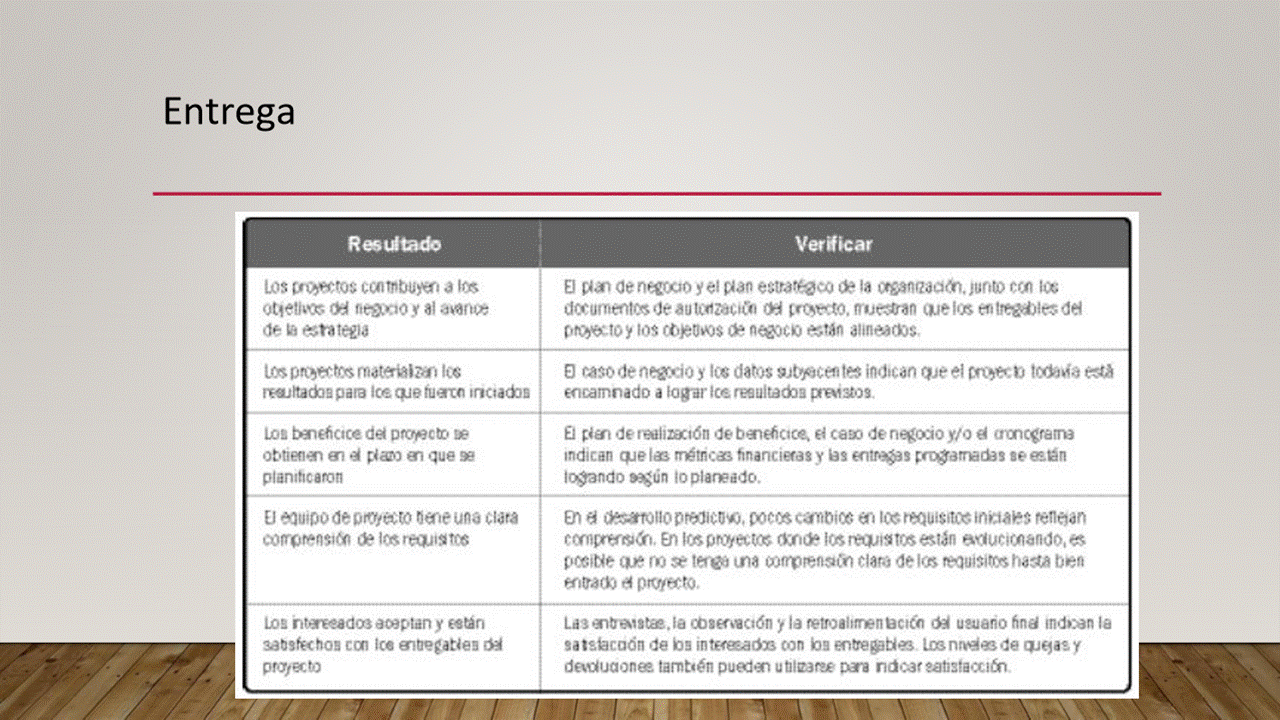 Entrega
Resultado
Verificar
Los proyectos contribuyen a los
objetivos del negocio y al avance
de la estrategia
El plan de negocio y el plan estratégico de la organización, junto con los
documentos de autorización del proyecto, muestran que los entregables del
proyecto y los objetivos de negocio están alineados.
Los proyectos materializan los
resultados para los que fueron iniciados
El caso de negocio y los datos subyacentes indican que el proyecto todavía está
encaminado a lograr los resultados previstos.
Los beneficios del proyecto se
obtienen en el plazo en que se
planificaron
El plan de realización de beneficios, el caso de negocio y/o el cronograma
indican que las métricas financieras y las entregas programadas se están
logrando según lo planeado.
El equipo de proyecto tiene una clara
comprensión de los requisitos
En el desarrollo predictivo, pocos cambios en los requisitos iniciales reflejan
comprensión. En los proyectos donde los requisitos están evolucionando, es
posible que no se tenga una comprensión clara de los requisitos hasta bien
entrado el proyecto.
Los interesados aceptan y están
satisfechos con los entregables del
proyecto
Las entrevistas, la observación y la retroalimentación del usuario final indican la
satisfacción de los interesados con los entregables. Los niveles de quejas y
devoluciones también pueden utilizarse para indicar satisfacción.